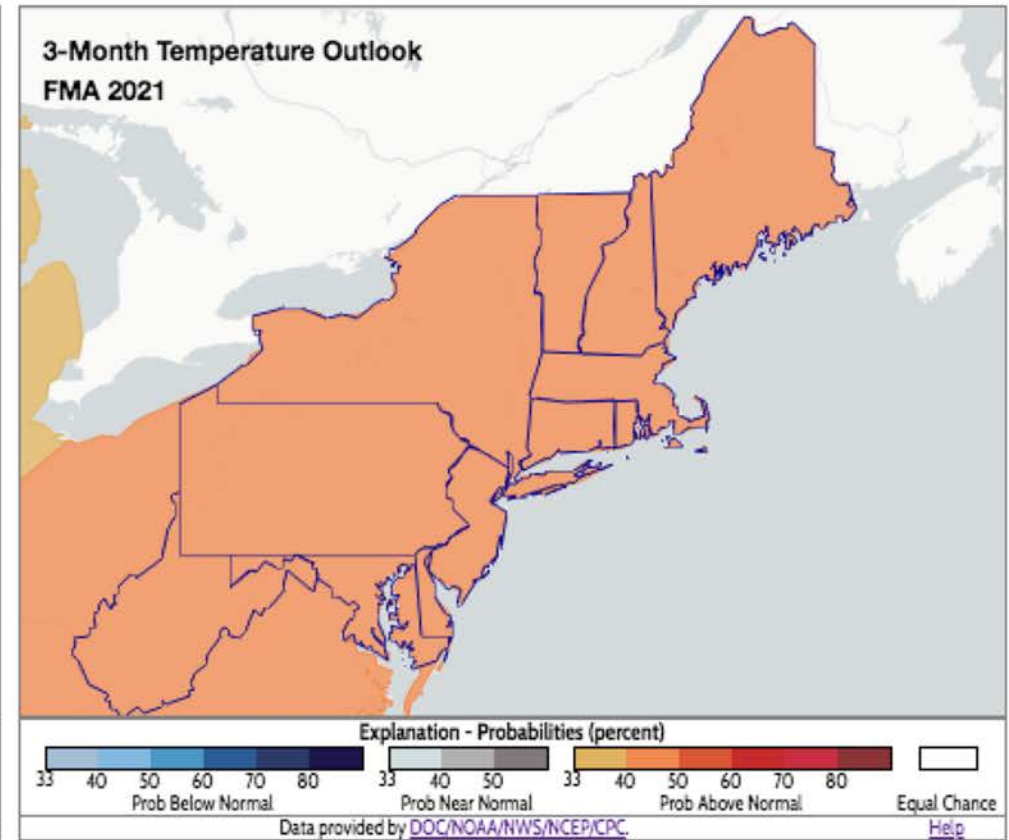 3-Month Temperature Outlook
FMA 2021
Explanation - Probabilities (percent)
33 40 50 60 70 80 33 40 50 33 40 50 60 70 80
Prob Below Normal Prob Near Normal Prob Above Normal Equal Chance
Data provided by DOC/NOAA/NWS/NCEP/CPC. Help